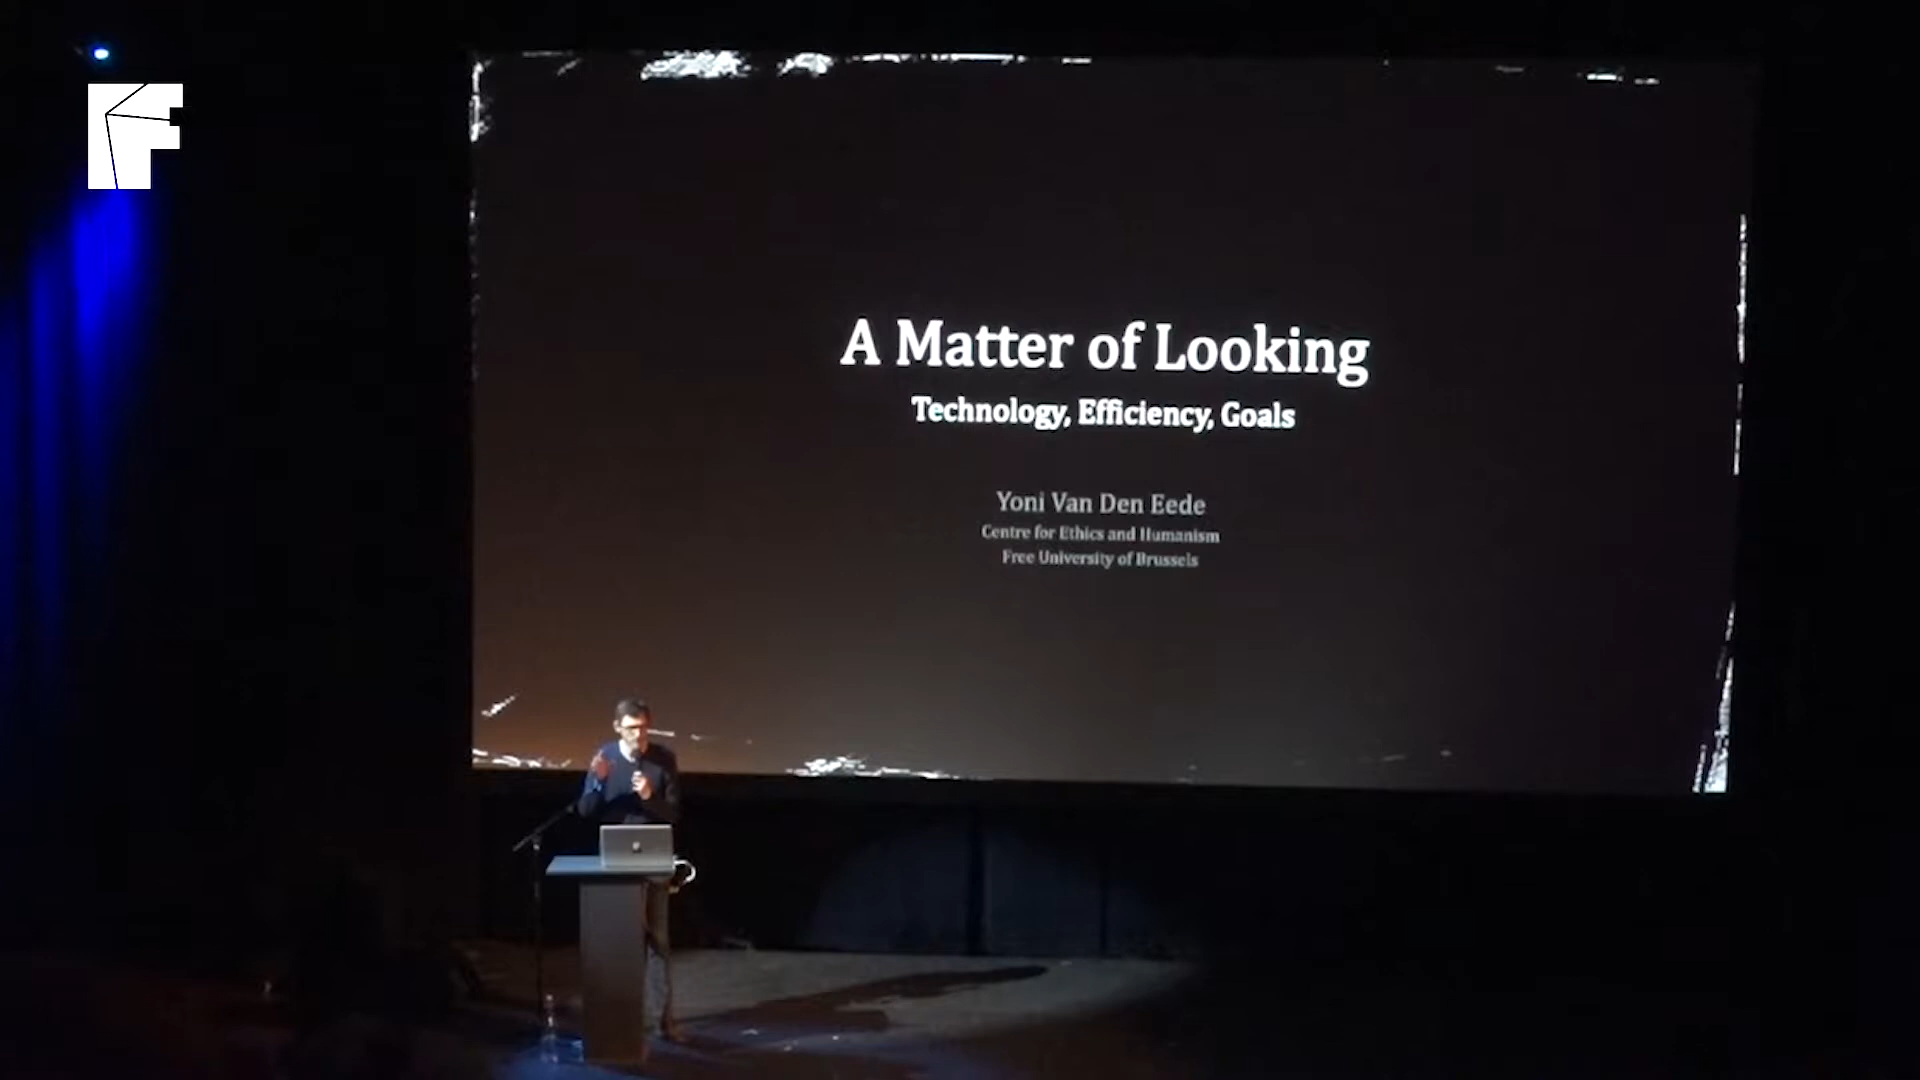 F
A Matter of Looking
Technology, Efficiency, Goals
Yoni Van Den Eede
Centre for Ethics and Humanism
Free University of Brussels